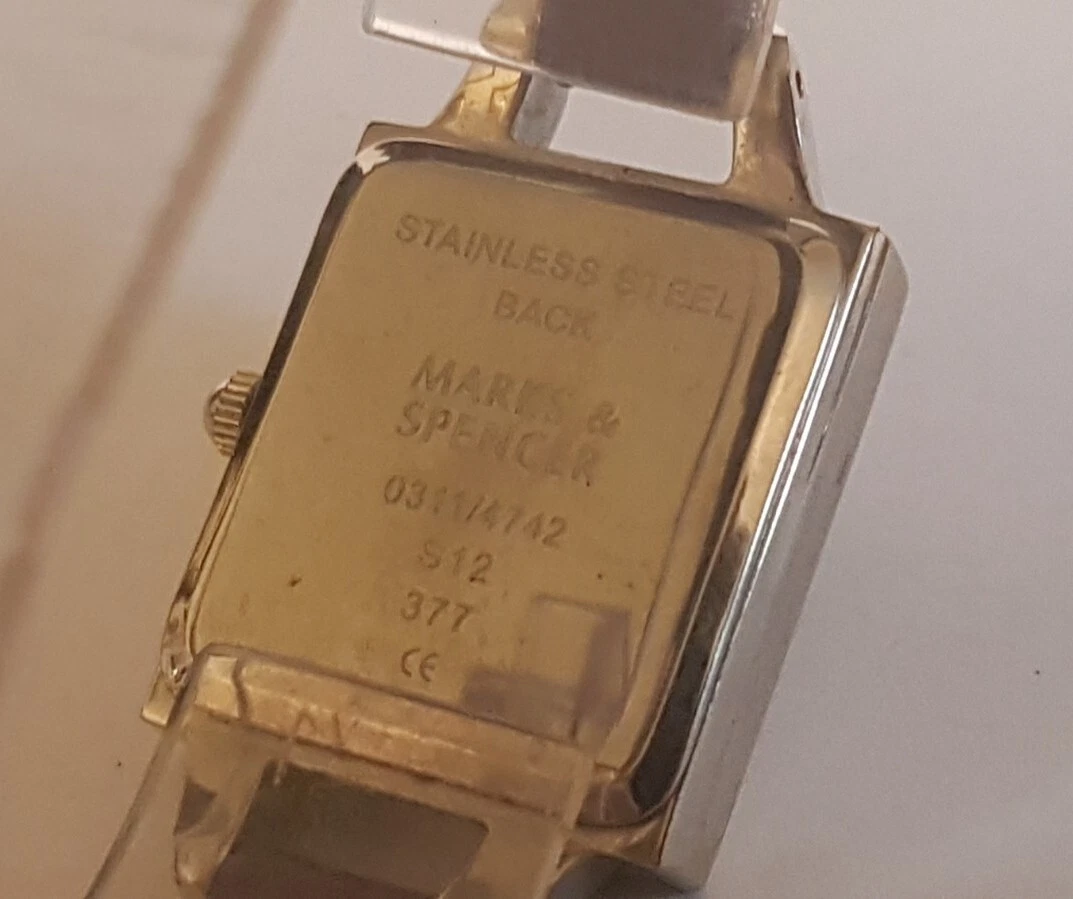 STAINLESS STEEL
BACK
MARKS &
SPENCER
0311/4742
S12
377
CE